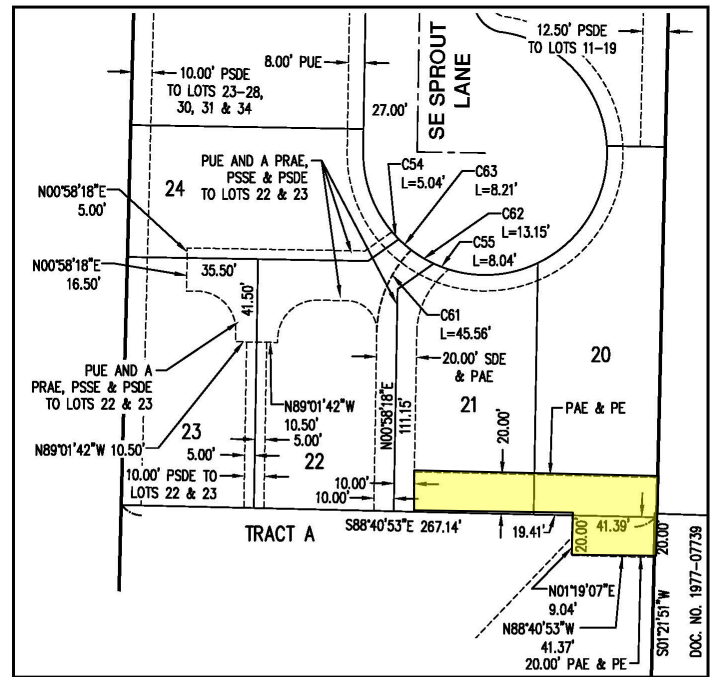 12.50' PSDE
TO LOTS 11-19
8.00' PUE
10.00' PSDE
TO LOTS 23-28,
30, 31 & 34
SE SPROUT
LANE
27.00'
PUE AND A PRAE,
PSSE & PSDE
TO LOTS 22 & 23
C54
L=5.04'
C63
L=8.21'
C62
L=13.15'
C55
L=8.04'
24
N00°58'18"E
5.00'
N00°58'18"E
16.50'
35.50'
41.50'
C61
L=45.56'
20.00' SDE
& PAE
20
PUE AND A
PRAE, PSSE & PSDE
TO LOTS 22 & 23
N00°58'18"E
111.15'
21
20.00'
PAE & PE
N89°01'42"W
10.50'
N89°01'42"W 10.50'
23
5.00'
5.00'
22
10.00' PSDE TO
LOTS 22 & 23
10.00'
10.00'
TRACT A
S88°40'53"E 267.14'
19.41'
20.00'
41.39'
20.00'
S01°21'51"W
DOC. NO. 1977-07739
N01°19'07"E
9.04'
N88°40'53"W
41.37'
20.00' PAE & PE